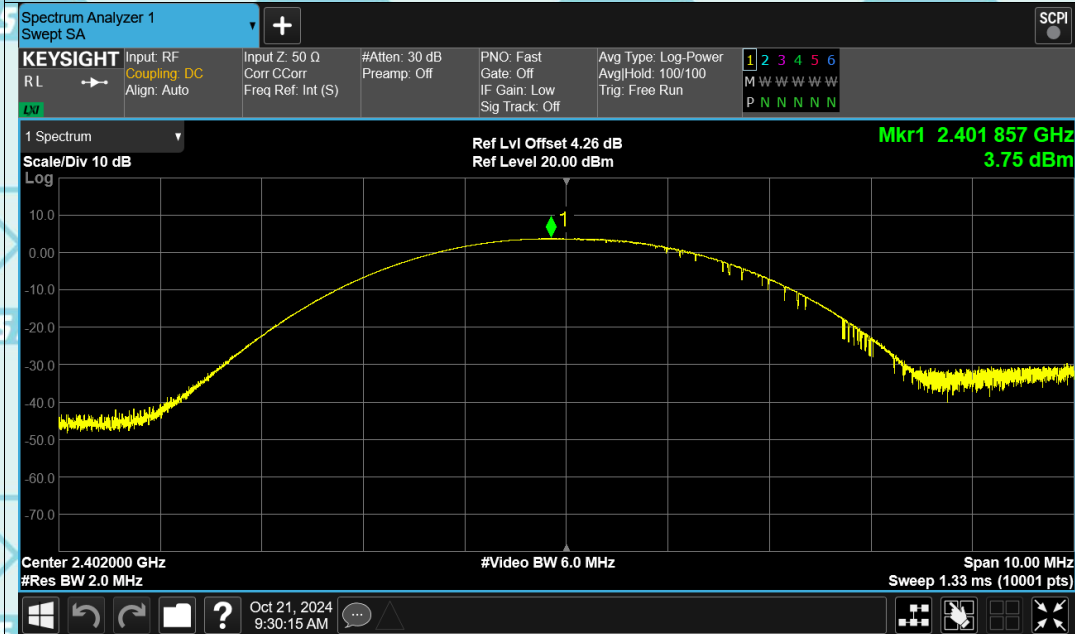 Spectrum Analyzer 1
Swept SA
+
SCPI
KEYSIGHT
RL
LXI
Input: RF
Coupling: DC
Align: Auto
Input Z: 50 Ω
Corr CCorr
Freq Ref: Int (S)
#Atten: 30 dB
Preamp: Off
PNO: Fast
Gate: Off
IF Gain: Low
Sig Track: Off
Avg Type: Log-Power
Avg|Hold: 100/100
Trig: Free Run
1 2 3 4 5 6
M W W W W W
P N N N N N
1 Spectrum
Scale/Div 10 dB
Log
Ref Lvl Offset 4.26 dB
Ref Level 20.00 dBm
Mkr1 2.401 857 GHz
3.75 dBm
1
10.0
0.00
-10.0
-20.0
-30.0
-40.0
-50.0
-60.0
-70.0
Center 2.402000 GHz
#Res BW 2.0 MHz
#Video BW 6.0 MHz
Span 10.00 MHz
Sweep 1.33 ms (10001 pts)
?
Oct 21, 2024
9:30:15 AM